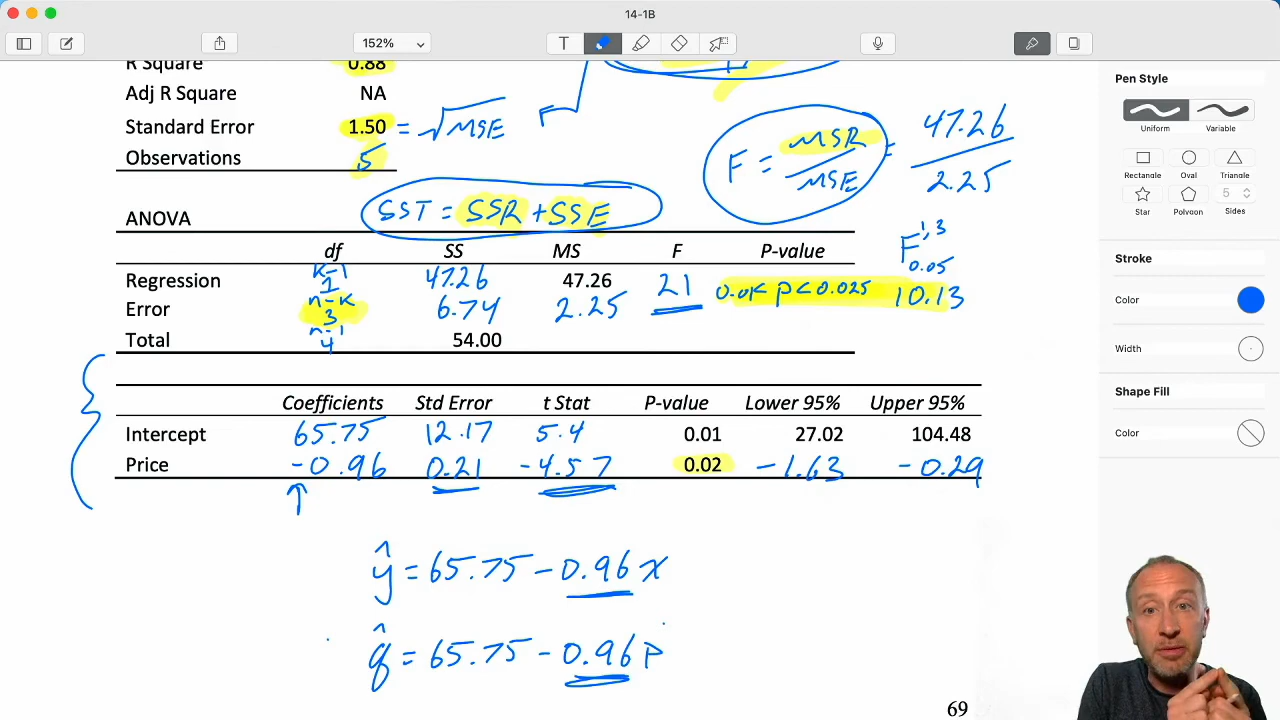 14-1B
152%
T
R Square 0.88
Adj R Square NA
Standard Error 1.50 = √MSE
Observations 5
F = MSR / MSE = 47.26 / 2.25
SST = SSR + SSE
ANOVA
df SS MS F P-value F 1,3 0.05
Regression k-1 1 47.26 47.26 21 0.01< p < 0.025 10.13
Error n-k 3 6.74 2.25
Total n-1 4 54.00
Coefficients Std Error t Stat P-value Lower 95% Upper 95%
Intercept 65.75 12.17 5.4 0.01 27.02 104.48
Price -0.96 0.21 -4.57 0.02 -1.63 -0.29
ŷ = 65.75 - 0.96 x
q̂ = 65.75 - 0.96 p
69
Pen Style
Uniform Variable
Rectangle Oval Triangle
Star Polygon 5 Sides
Stroke
Color
Width
Shape Fill
Color